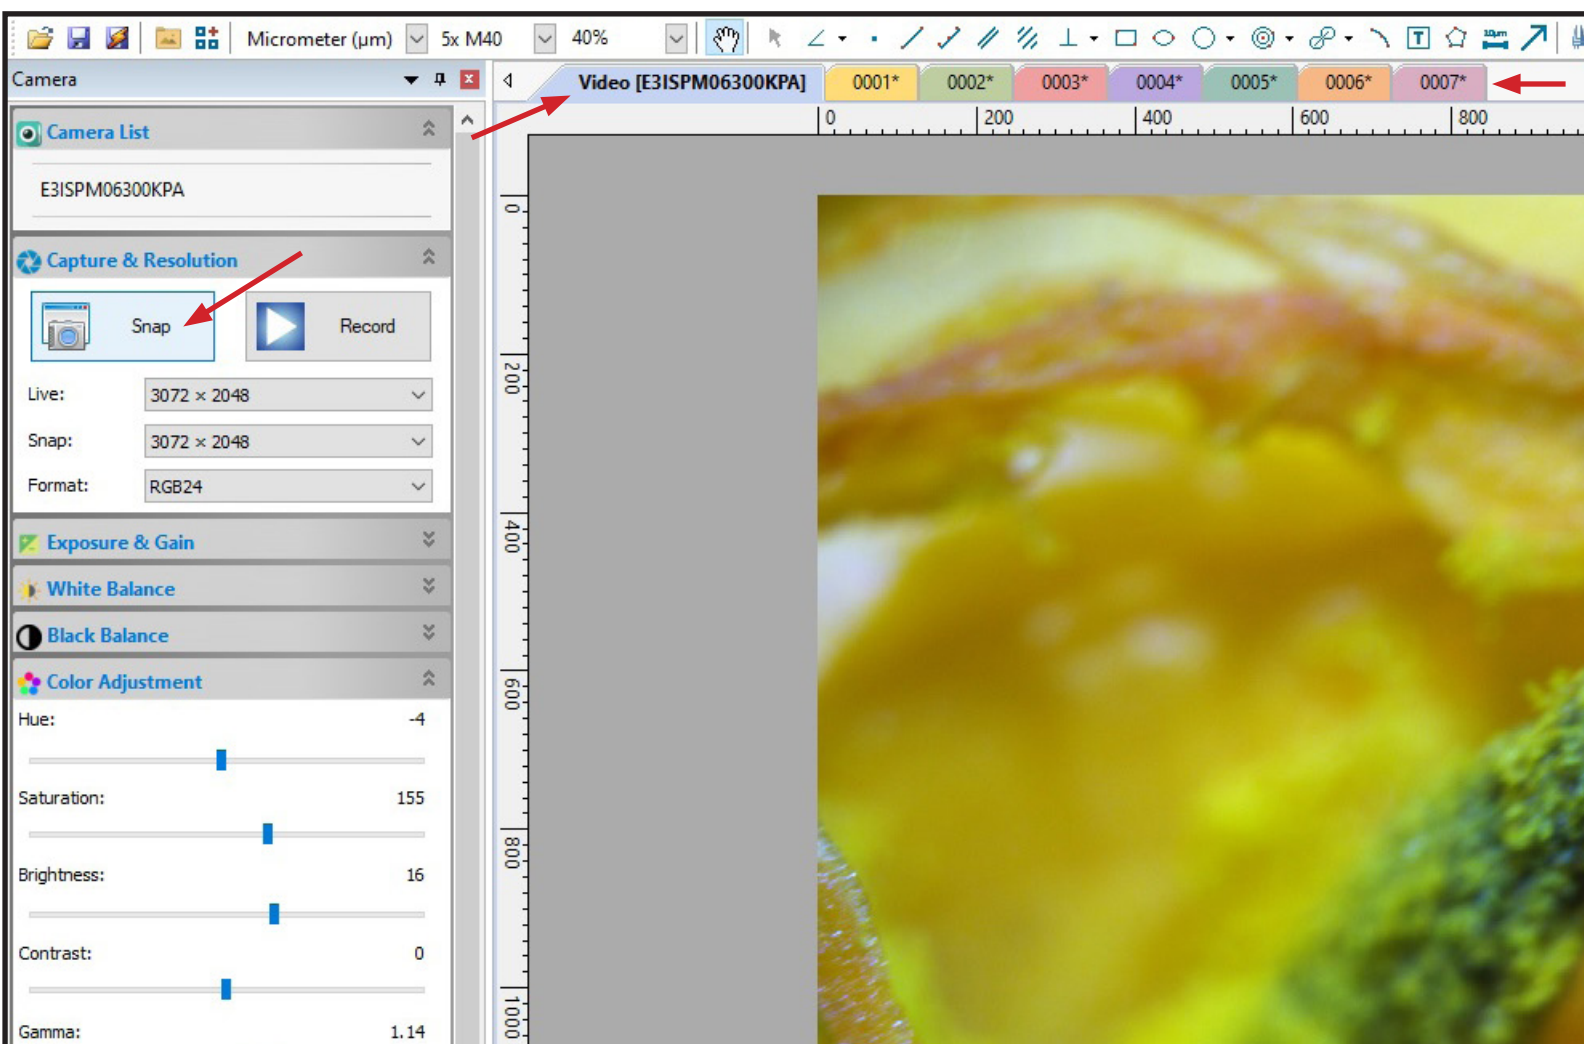 Micrometer (μm) 5x M40 40% T 10μm
Camera
Video [E3ISPM06300KPA] 0001* 0002* 0003* 0004* 0005* 0006* 0007*
0 200 400 600 800
Camera List
E3ISPM06300KPA
Capture & Resolution
Snap Record
Live: 3072 × 2048
Snap: 3072 × 2048
Format: RGB24
Exposure & Gain
White Balance
Black Balance
Color Adjustment
Hue: -4
Saturation: 155
Brightness: 16
Contrast: 0
Gamma: 1.14
0
200
400
600
800
1000